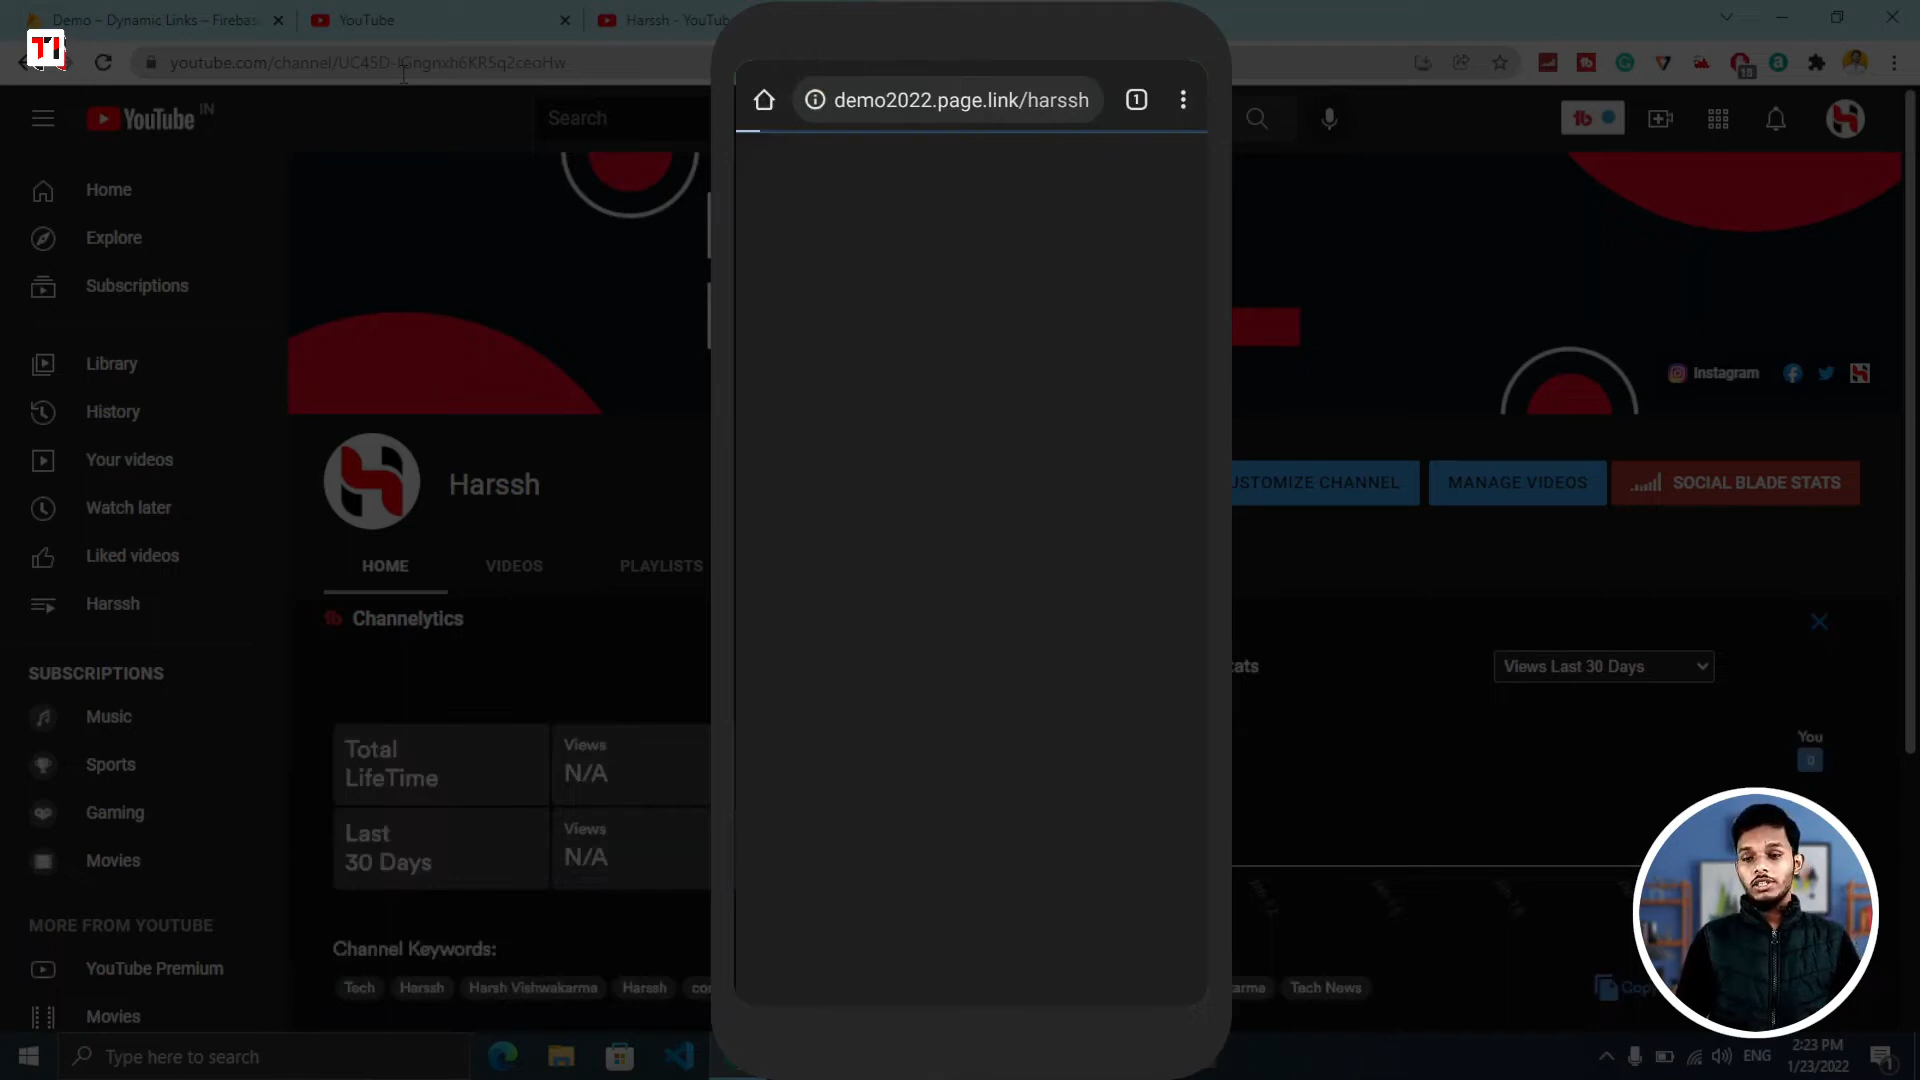 Demo – Dynamic Links – Fireba
YouTube
Harssh - YouTub
TI
demo2022.page.link/harssh
1
YouTube IN
Search
Home
Explore
Subscriptions
Library
History
Your videos
Watch later
Liked videos
Harssh
SUBSCRIPTIONS
Music
Sports
Gaming
Movies
MORE FROM YOUTUBE
YouTube Premium
Movies
Instagram
Harssh
USTOMIZE CHANNEL
MANAGE VIDEOS
SOCIAL BLADE STATS
HOME
VIDEOS
PLAYLISTS
Channelytics
Views Last 30 Days
You
0
Total
LifeTime
Views
N/A
Last
30 Days
Views
N/A
Channel Keywords:
Tech
Harssh
Harsh Vishwakarma
Harssh
Tech News
Type here to search
ENG
2:23 PM
1/23/2022